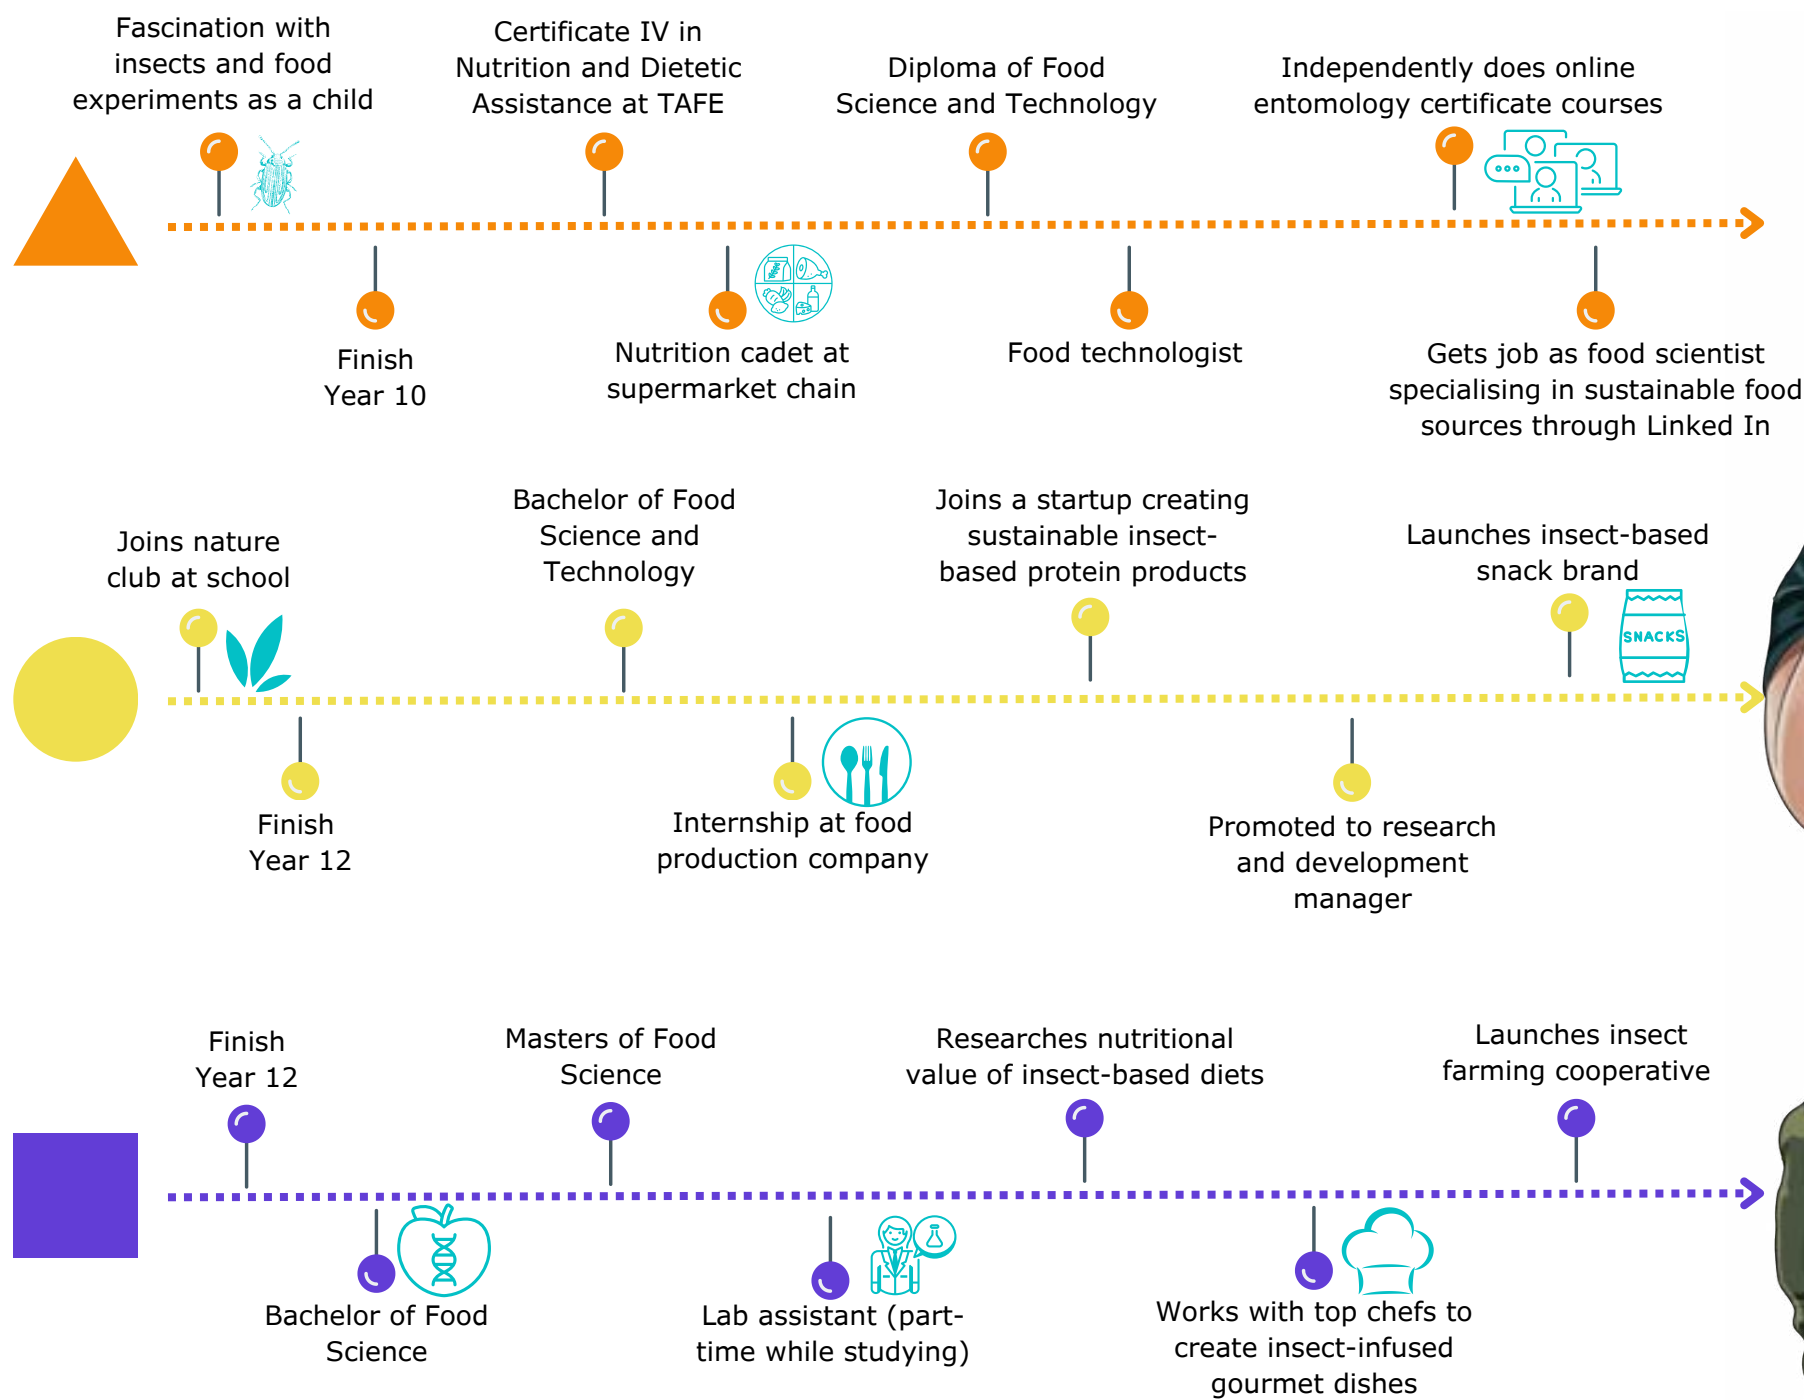 Fascination with
insects and food
experiments as a child
Certificate IV in
Nutrition and Dietetic
Assistance at TAFE
Diploma of Food
Science and Technology
Independently does online
entomology certificate courses
Finish
Year 10
Nutrition cadet at
supermarket chain
Food technologist
Gets job as food scientist
specialising in sustainable food
sources through Linked In
Joins nature
club at school
Bachelor of Food
Science and
Technology
Joins a startup creating
sustainable insect-
based protein products
Launches insect-based
snack brand
SNACKS
Finish
Year 12
Internship at food
production company
Promoted to research
and development
manager
Finish
Year 12
Masters of Food
Science
Researches nutritional
value of insect-based diets
Launches insect
farming cooperative
Bachelor of Food
Science
Lab assistant (part-
time while studying)
Works with top chefs to
create insect-infused
gourmet dishes